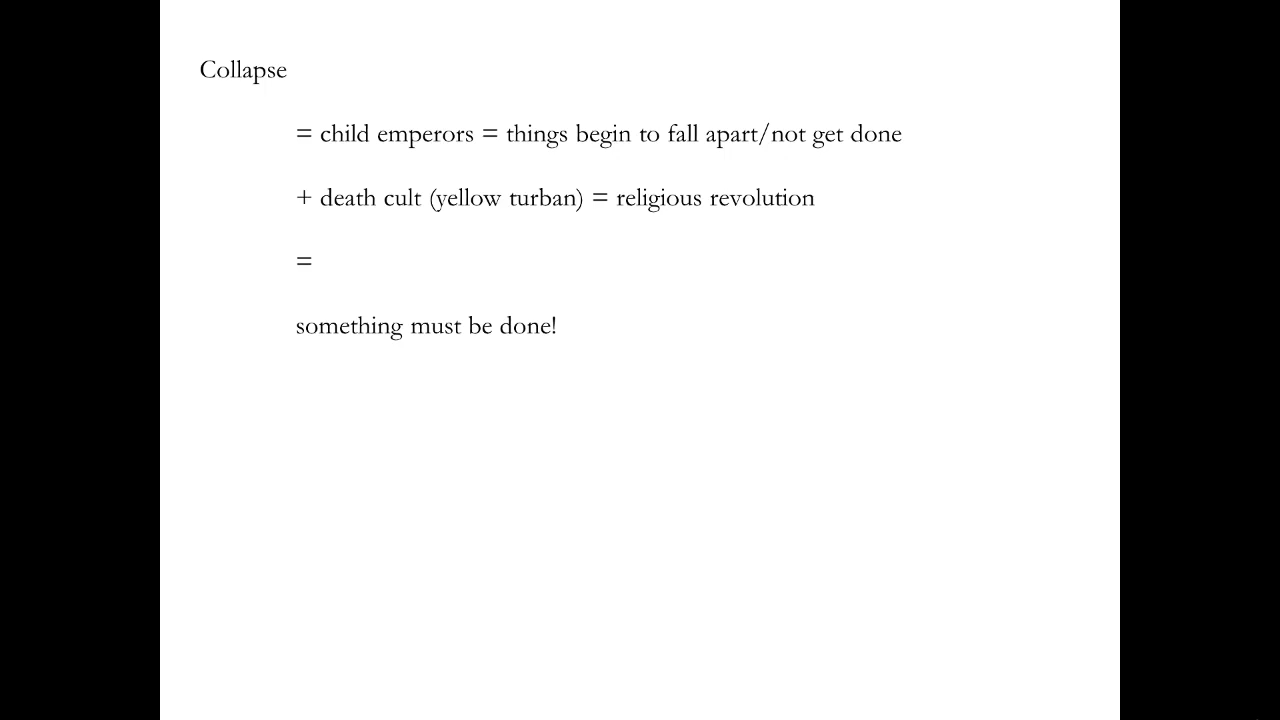 Collapse
= child emperors = things begin to fall apart/not get done
+ death cult (yellow turban) = religious revolution
=
something must be done!